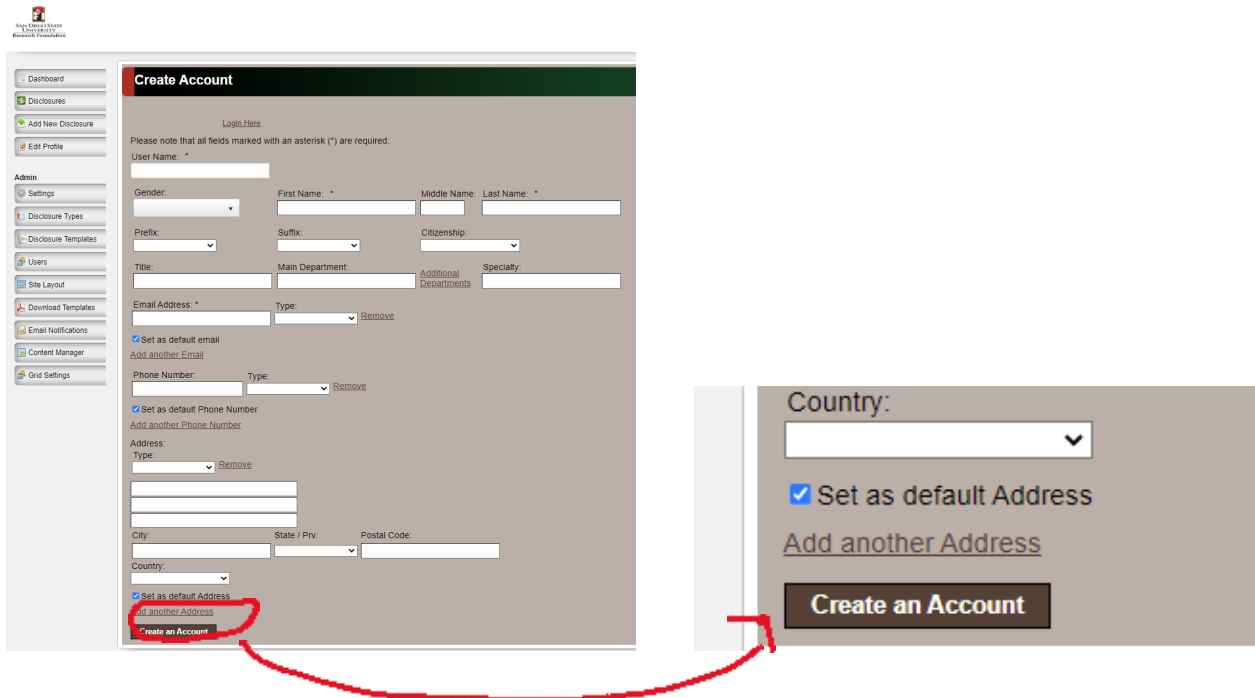 SAN DIEGO STATE
UNIVERSITY
Research Foundation
Dashboard
Disclosures
Add New Disclosure
Edit Profile
Admin
Settings
Disclosure Types
Disclosure Templates
Users
Site Layout
Download Templates
Email Notifications
Content Manager
Grid Settings
Create Account
Login Here
Please note that all fields marked with an asterisk (*) are required.
User Name: *
Gender: First Name: * Middle Name: Last Name: *
Prefix: Suffix: Citizenship:
Title: Main Department: Additional Departments Specialty:
Email Address: * Type: Remove
Set as default email
Add another Email
Phone Number: Type: Remove
Set as default Phone Number
Add another Phone Number
Address:
Type: Remove
City: State / Prv: Postal Code:
Country:
Set as default Address
Add another Address
Create an Account
Country:
Set as default Address
Add another Address
Create an Account